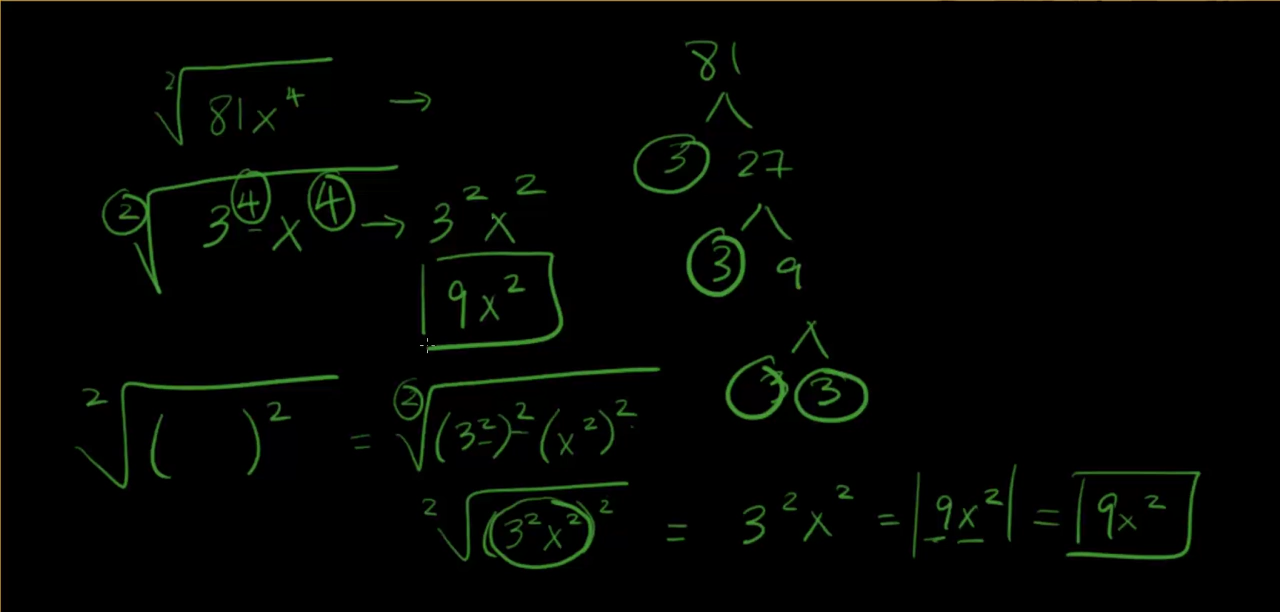 ²√81x⁴ →
²√3⁴x⁴ → 3²x²
9x²
²√( )² = ²√(3²)²(x²)²
²√(3²x²)² = 3²x² = |9x²| = 9x²
81
3 27
3 9
3 3